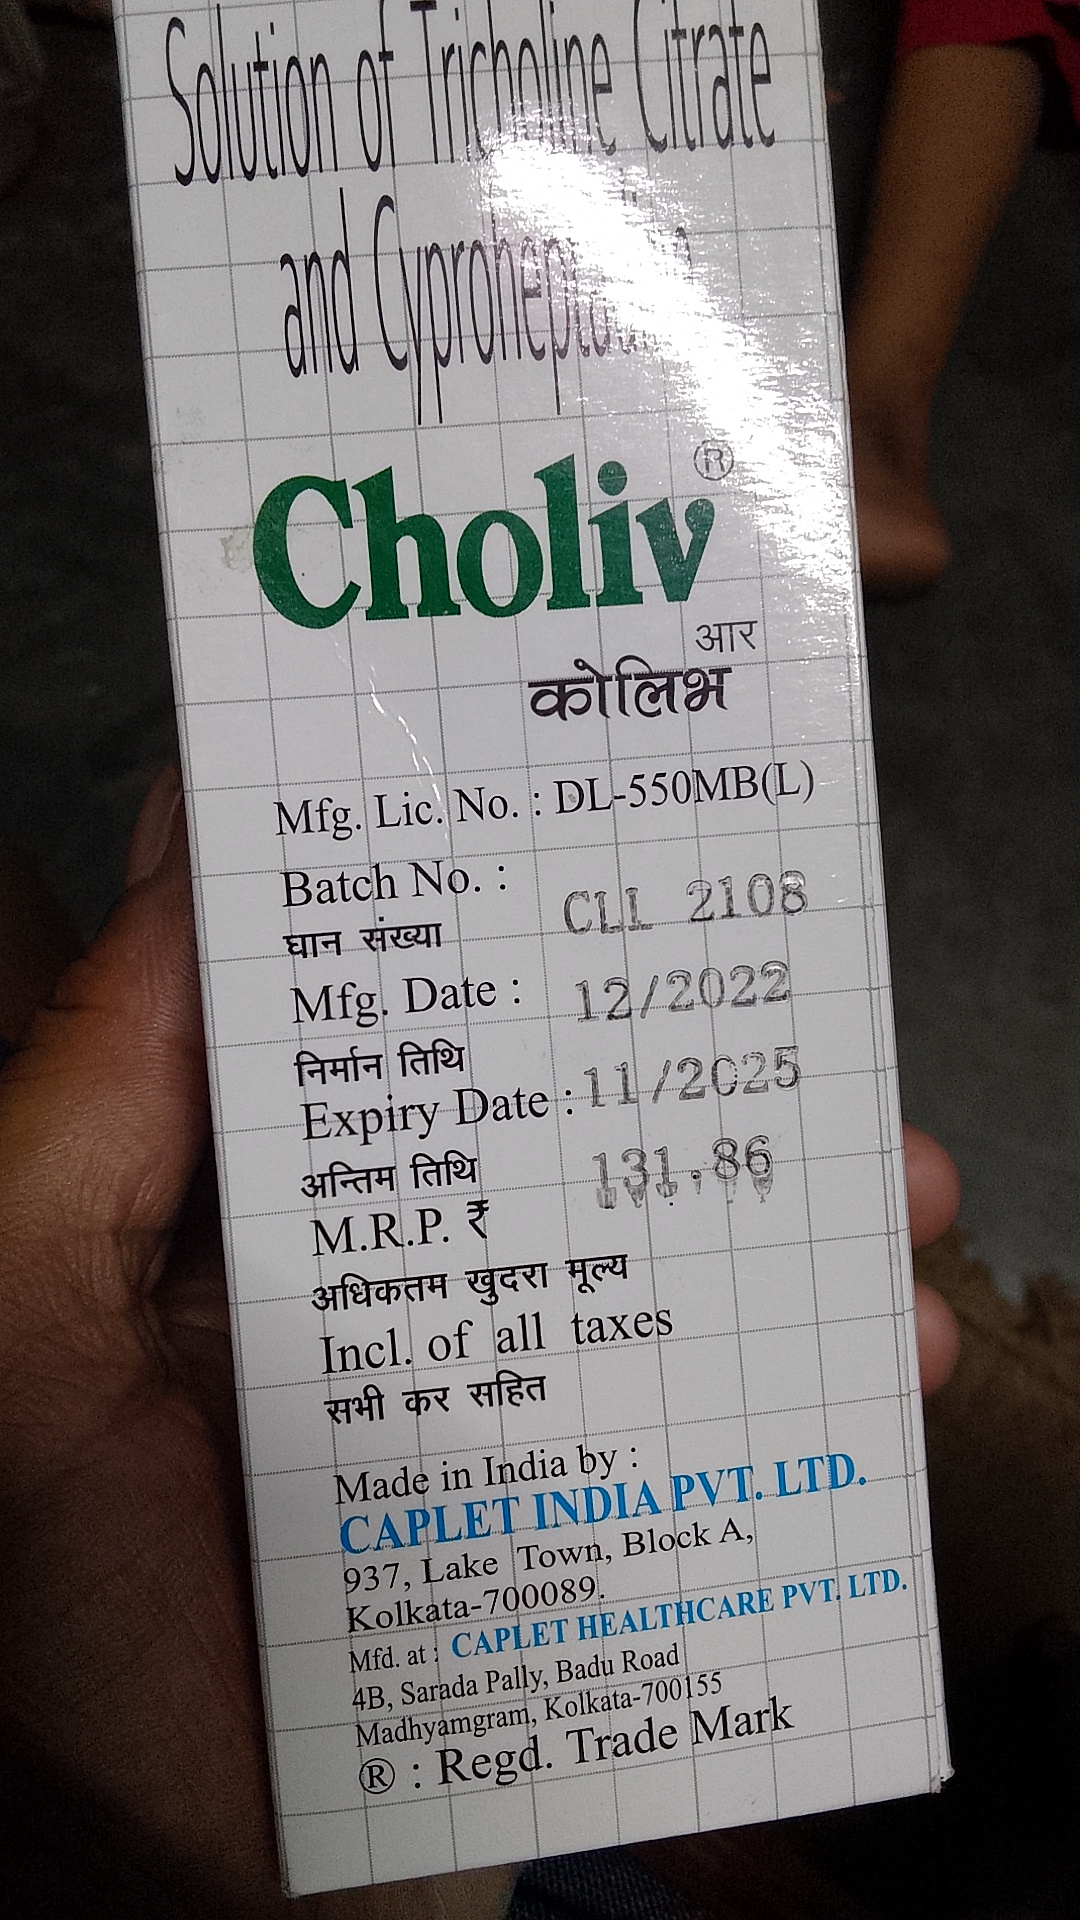 Solution of Tricholine Citrate
and
Choliv®
आर
कोलिभ
Mfg. Lic. No. : DL-550MB(L)
Batch No. : CLL 2108
घान संख्या
Mfg. Date : 12/2022
निर्मान तिथि
Expiry Date : 11/2025
अन्तिम तिथि
M.R.P. ₹ 131.86
अधिकतम खुदरा मूल्य
Incl. of all taxes
सभी कर सहित
Made in India by :
CAPLET INDIA PVT. LTD.
937, Lake Town, Block A,
Kolkata-700089.
Mfd. at : CAPLET HEALTHCARE PVT. LTD.
4B, Sarada Pally, Badu Road
Madhyamgram, Kolkata-700155
® : Regd. Trade Mark